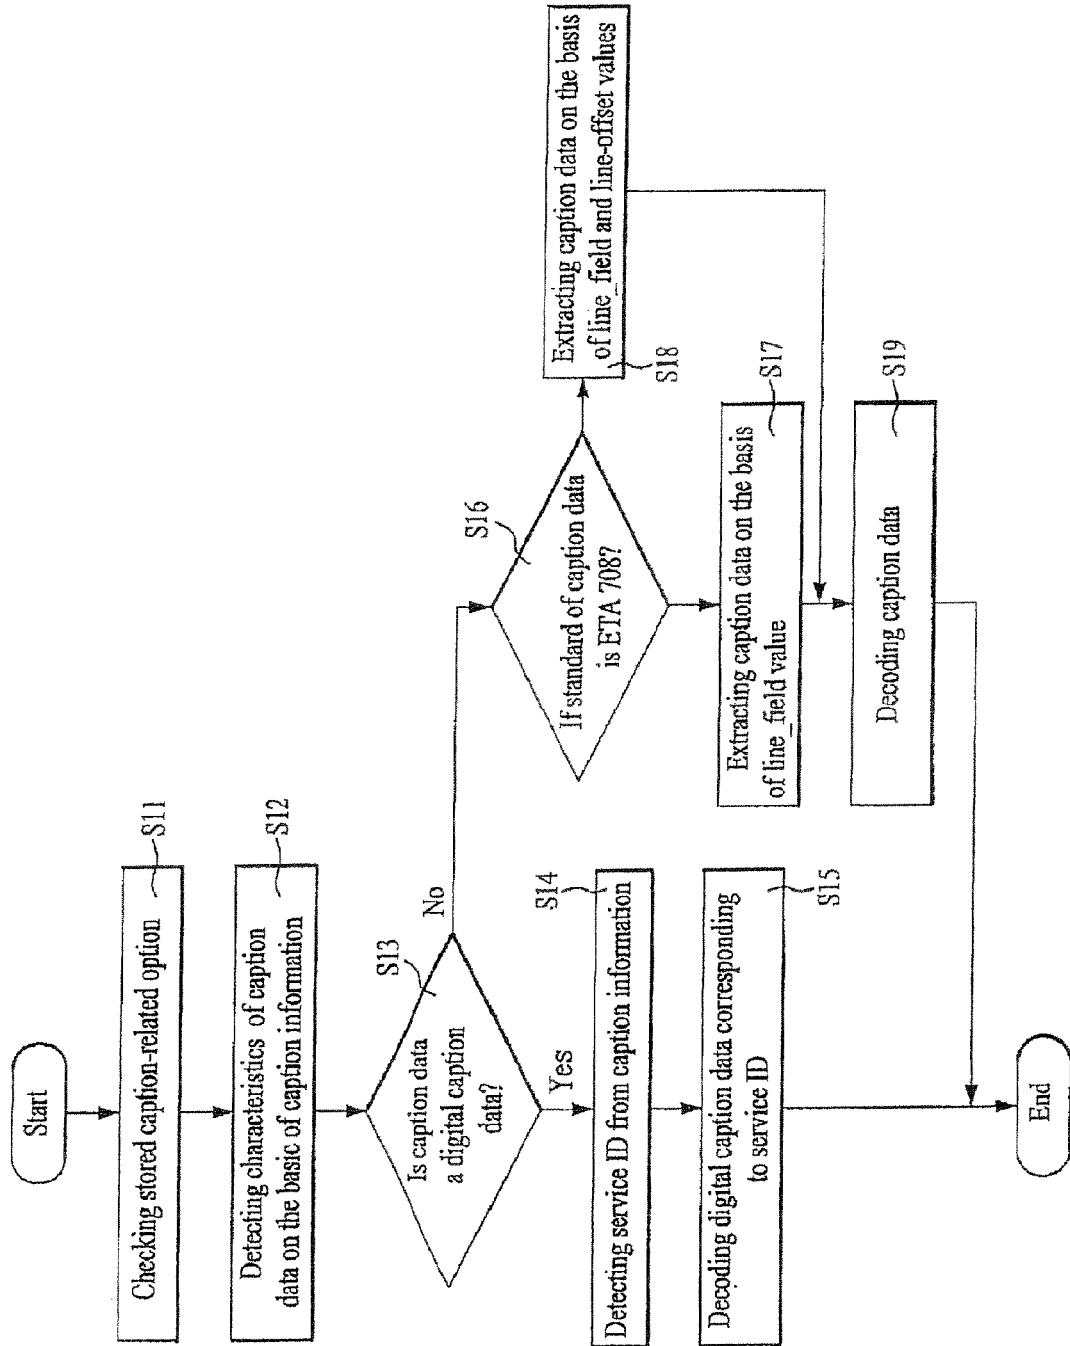 Start
Checking stored caption-related option
S11
Detecting characteristics of caption
data on the basic of caption information
S12
Is caption data
a digital caption
data?
S13
No
Yes
Detecting service ID from caption information
S14
Decoding digital caption data corresponding
to service ID
S15
If standard of caption data
is ETA 708?
S16
Extracting caption data on the basis
of line_field value
S17
Extracting caption data on the basis
of line_field and line-offset values
S18
Decoding caption data
S19
End